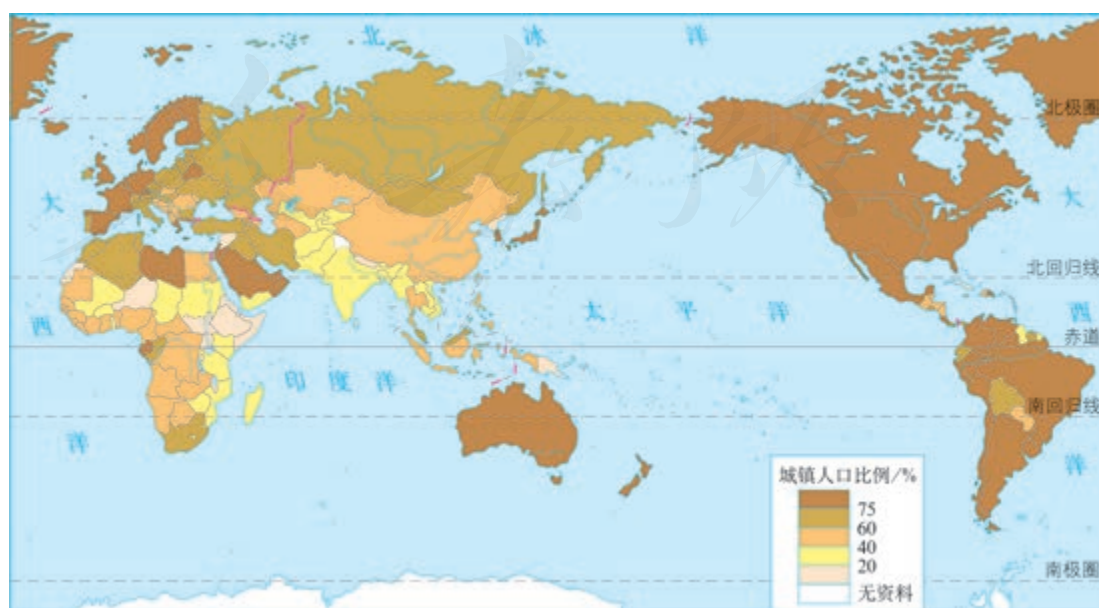 北 冰 洋
北极圈
大
大
北回归线
西
太 平 洋
西
赤道
印 度 洋
南回归线
洋
洋
城镇人口比例/%
75
60
40
20
无资料
南极圈